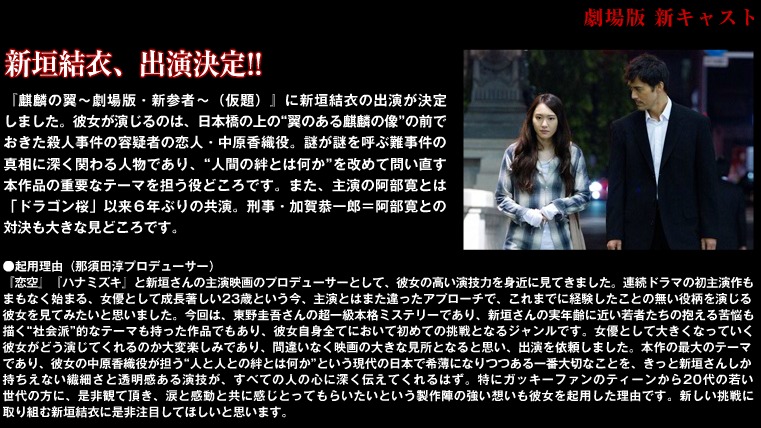 劇場版 新キャスト
新垣結衣、出演決定!!
『麒麟の翼～劇場版・新参者～（仮題）』に新垣結衣の出演が決定
しました。彼女が演じるのは、日本橋の上の“翼のある麒麟の像”の前で
おきた殺人事件の容疑者の恋人・中原香織役。謎が謎を呼ぶ難事件の
真相に深く関わる人物であり、“人間の絆とは何か”を改めて問い直す
本作品の重要なテーマを担う役どころです。また、主演の阿部寛とは
「ドラゴン桜」以来６年ぶりの共演。刑事・加賀恭一郎＝阿部寛との
対決も大きな見どころです。
●起用理由（那須田淳プロデューサー）
『恋空』『ハナミズキ』と新垣さんの主演映画のプロデューサーとして、彼女の高い演技力を身近に見てきました。連続ドラマの初主演作も
まもなく始まる、女優として成長著しい23歳という今、主演とはまた違ったアプローチで、これまでに経験したことの無い役柄を演じる
彼女を見てみたいと思いました。今回は、東野圭吾さんの超一級本格ミステリーであり、新垣さんの実年齢に近い若者たちの抱える苦悩も
描く“社会派”的なテーマも持った作品でもあり、彼女自身全てにおいて初めての挑戦となるジャンルです。女優として大きくなっていく
彼女がどう演じてくれるのか大変楽しみであり、間違いなく映画の大きな見所となると思い、出演を依頼しました。本作の最大のテーマ
であり、彼女の中原香織役が担う“人と人との絆とは何か”という現代の日本で希薄になりつつある一番大切なことを、きっと新垣さんしか
持ちえない繊細さと透明感ある演技が、すべての人の心に深く伝えてくれるはず。特にガッキーファンのティーンから20代の若い
世代の方に、是非観て頂き、涙と感動と共に感じとってもらいたいという製作陣の強い想いも彼女を起用した理由です。新しい挑戦に
取り組む新垣結衣に是非注目してほしいと思います。